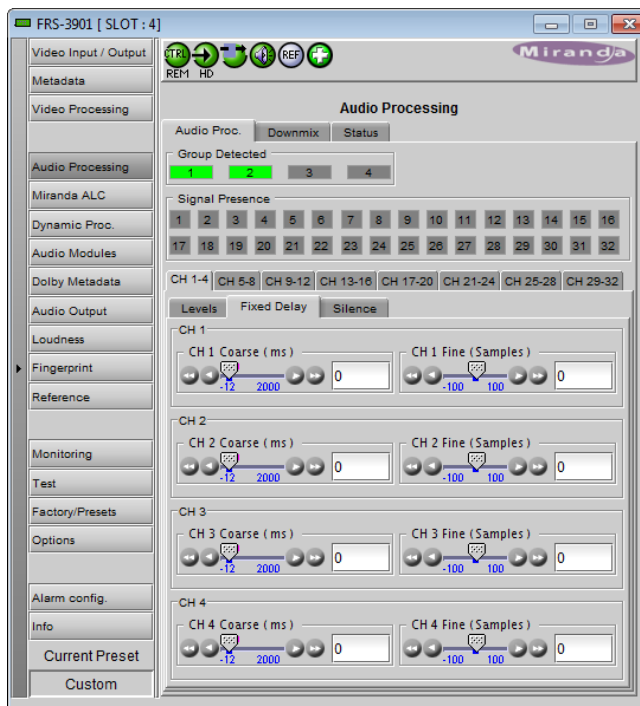 FRS-3901 [ SLOT : 4]
Video Input / Output
Metadata
Video Processing
Audio Processing
Miranda ALC
Dynamic Proc.
Audio Modules
Dolby Metadata
Audio Output
Loudness
Fingerprint
Reference
Monitoring
Test
Factory/Presets
Options
Alarm config.
Info
Current Preset
Custom
CTRL REF
REM HD
Miranda
Audio Processing
Audio Proc. Downmix Status
Group Detected
1 2 3 4
Signal Presence
1 2 3 4 5 6 7 8 9 10 11 12 13 14 15 16
17 18 19 20 21 22 23 24 25 26 27 28 29 30 31 32
CH 1-4 CH 5-8 CH 9-12 CH 13-16 CH 17-20 CH 21-24 CH 25-28 CH 29-32
Levels Fixed Delay Silence
CH 1
CH 1 Coarse ( ms ) CH 1 Fine (Samples)
0 0
-12 2000 -100 100
CH 2
CH 2 Coarse ( ms ) CH 2 Fine (Samples)
0 0
-12 2000 -100 100
CH 3
CH 3 Coarse ( ms ) CH 3 Fine (Samples)
0 0
-12 2000 -100 100
CH 4
CH 4 Coarse ( ms ) CH 4 Fine (Samples)
0 0
-12 2000 -100 100